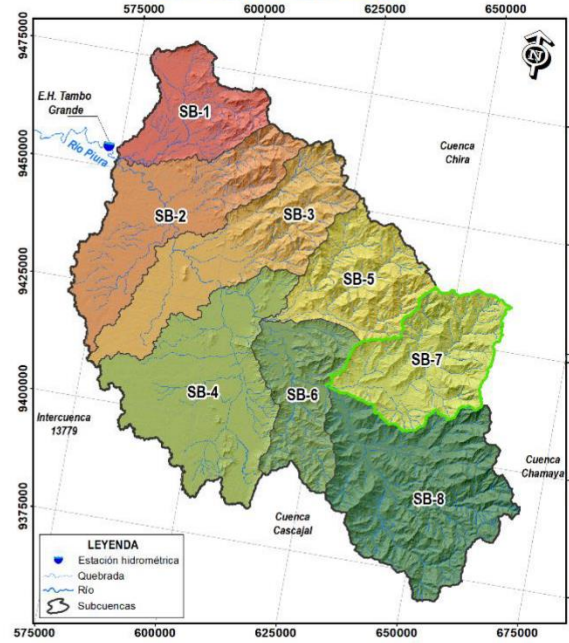 575000
600000
625000
650000
9475000
9450000
9425000
9400000
9375000
E.H. Tambo
Grande
Río Piura
SB-1
SB-2
SB-3
SB-4
SB-5
SB-6
SB-7
SB-8
Cuenca
Chira
Intercuenca
13779
Cuenca
Cascajal
Cuenca
Chamaya
N
LEYENDA
Estación hidrométrica
Quebrada
Río
Subcuencas
575000
600000
625000
650000
675000